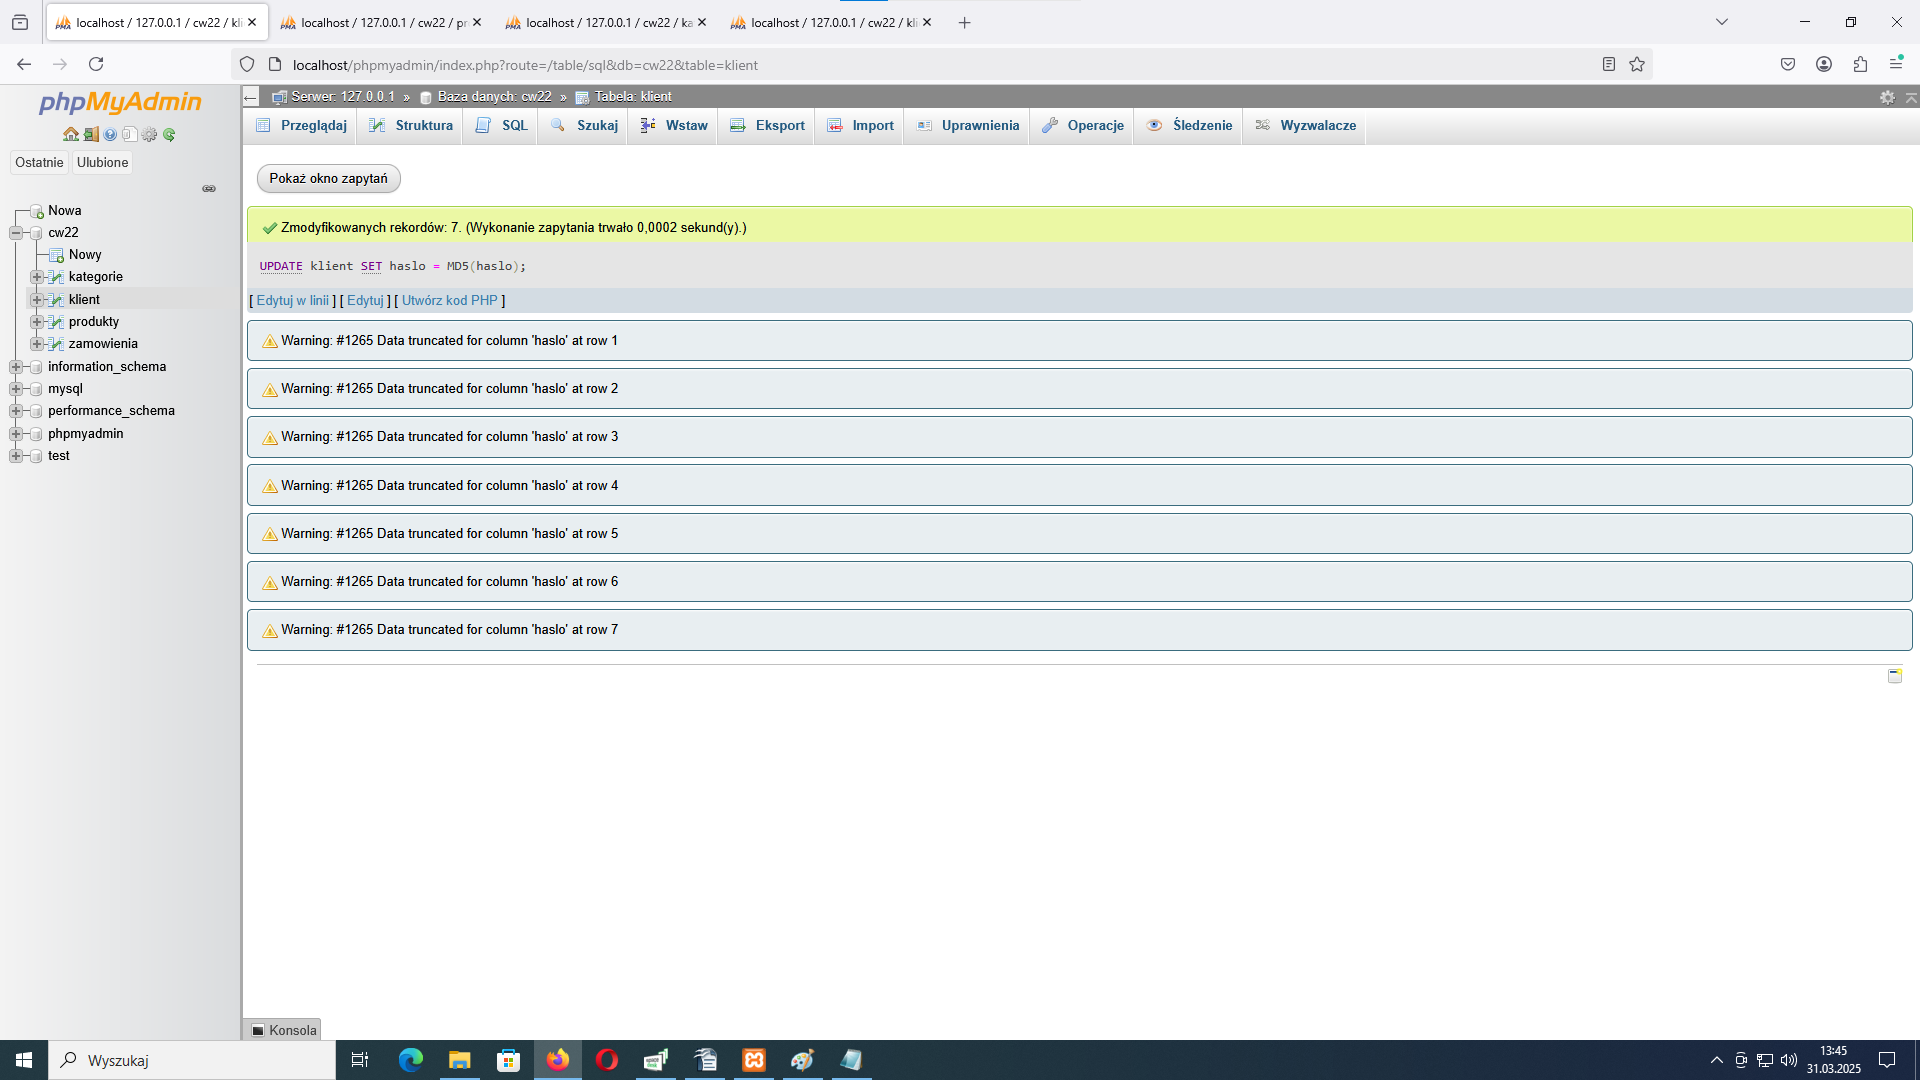 localhost / 127.0.0.1 / cw22 / kli
localhost / 127.0.0.1 / cw22 / pr
localhost / 127.0.0.1 / cw22 / ka
localhost / 127.0.0.1 / cw22 / kli
localhost/phpmyadmin/index.php?route=/table/sql&db=cw22&table=klient
phpMyAdmin
Ostatnie
Ulubione
Nowa
cw22
Nowy
kategorie
klient
produkty
zamowienia
information_schema
mysql
performance_schema
phpmyadmin
test
Serwer: 127.0.0.1 » Baza danych: cw22 » Tabela: klient
Przeglądaj
Struktura
SQL
Szukaj
Wstaw
Eksport
Import
Uprawnienia
Operacje
Śledzenie
Wyzwalacze
Pokaż okno zapytań
Zmodyfikowanych rekordów: 7. (Wykonanie zapytania trwało 0,0002 sekund(y).)
UPDATE klient SET haslo = MD5(haslo);
[ Edytuj w linii ] [ Edytuj ] [ Utwórz kod PHP ]
Warning: #1265 Data truncated for column 'haslo' at row 1
Warning: #1265 Data truncated for column 'haslo' at row 2
Warning: #1265 Data truncated for column 'haslo' at row 3
Warning: #1265 Data truncated for column 'haslo' at row 4
Warning: #1265 Data truncated for column 'haslo' at row 5
Warning: #1265 Data truncated for column 'haslo' at row 6
Warning: #1265 Data truncated for column 'haslo' at row 7
Konsola
Wyszukaj
13:45
31.03.2025